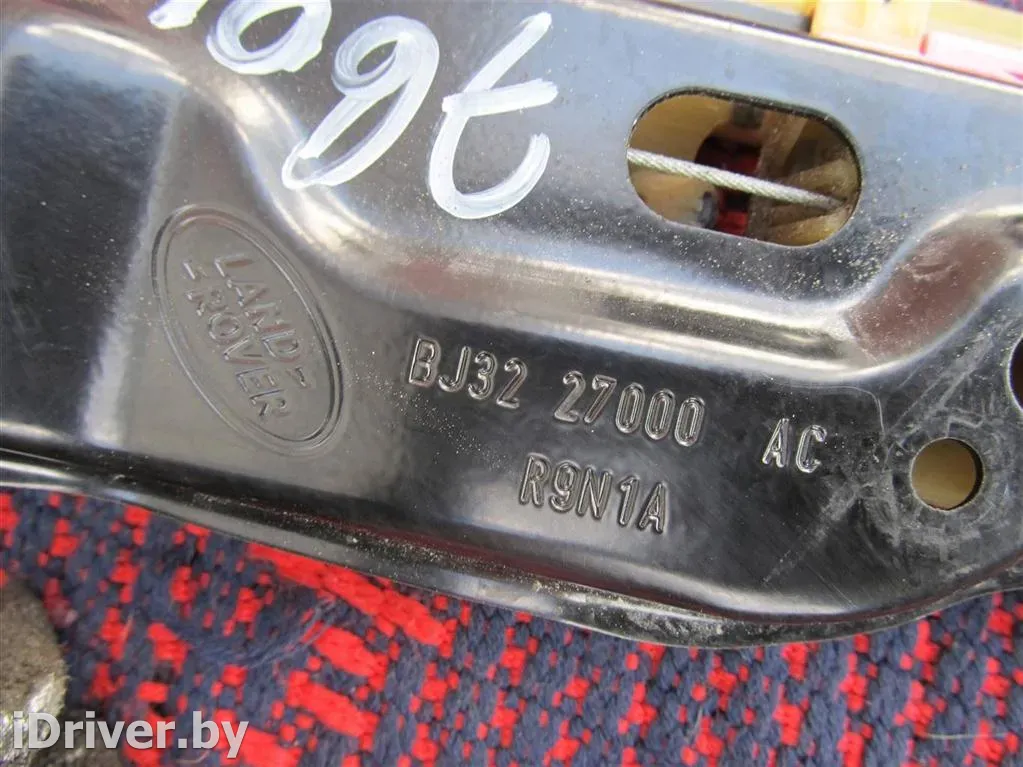 LAND
ROVER
BJ32 27000 AC
R9N1A
iDriver.by